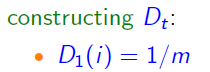 constructing D_t:
• D_1(i) = 1/m